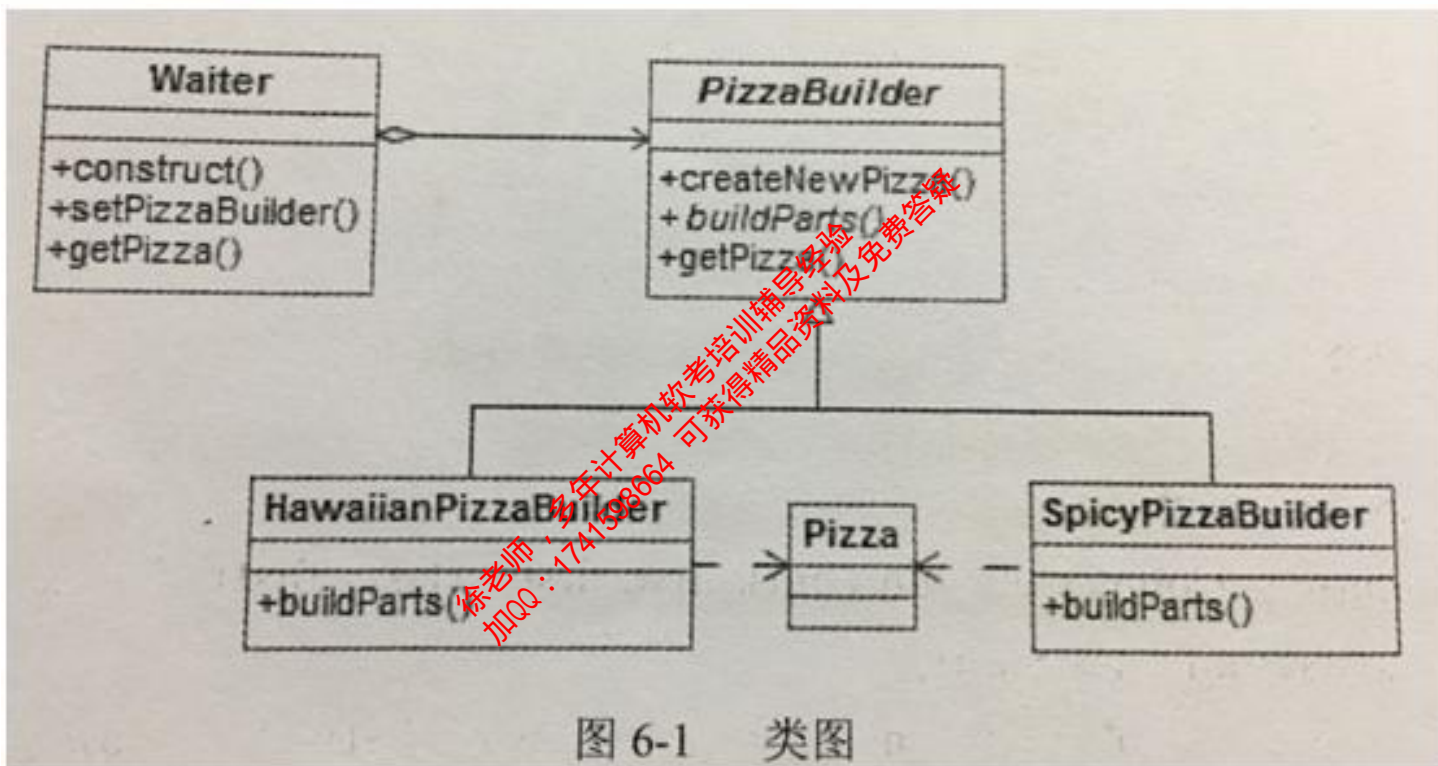 Waiter
+construct()
+setPizzaBuilder()
+getPizza()
PizzaBuilder
+createNewPizza()
+ buildParts()
+getPizza()
HawaiianPizzaBuilder
+buildParts()
Pizza
SpicyPizzaBuilder
+buildParts()
徐老师,多年计算机软考培训辅导经验
加QQ:1741598664 可获得精品资料及免费答疑
图 6-1 类图